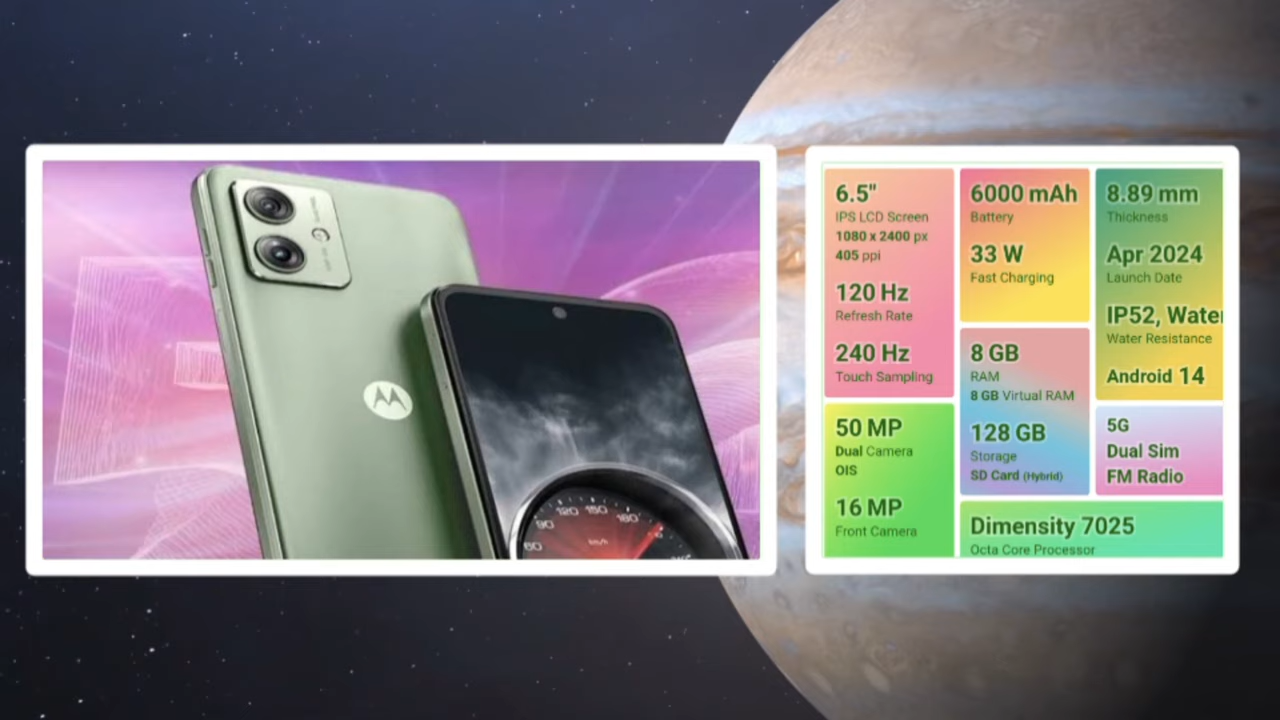 120 150
90 180
60 km/h
6.5"
IPS LCD Screen
1080 x 2400 px
405 ppi
120 Hz
Refresh Rate
240 Hz
Touch Sampling
50 MP
Dual Camera
OIS
16 MP
Front Camera
6000 mAh
Battery
33 W
Fast Charging
8 GB
RAM
8 GB Virtual RAM
128 GB
Storage
SD Card (Hybrid)
8.89 mm
Thickness
Apr 2024
Launch Date
IP52, Water
Water Resistance
Android 14
5G
Dual Sim
FM Radio
Dimensity 7025
Octa Core Processor